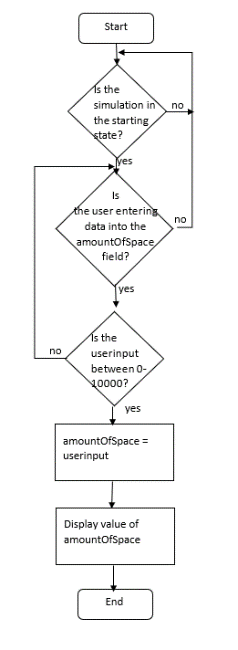 Start
Is the
simulation in
the starting
state?
no
yes
Is
the user entering
data into the
amountOfSpace
field?
no
yes
Is the
userinput
between 0-
10000?
no
yes
amountOfSpace =
userinput
Display value of
amountOfSpace
End